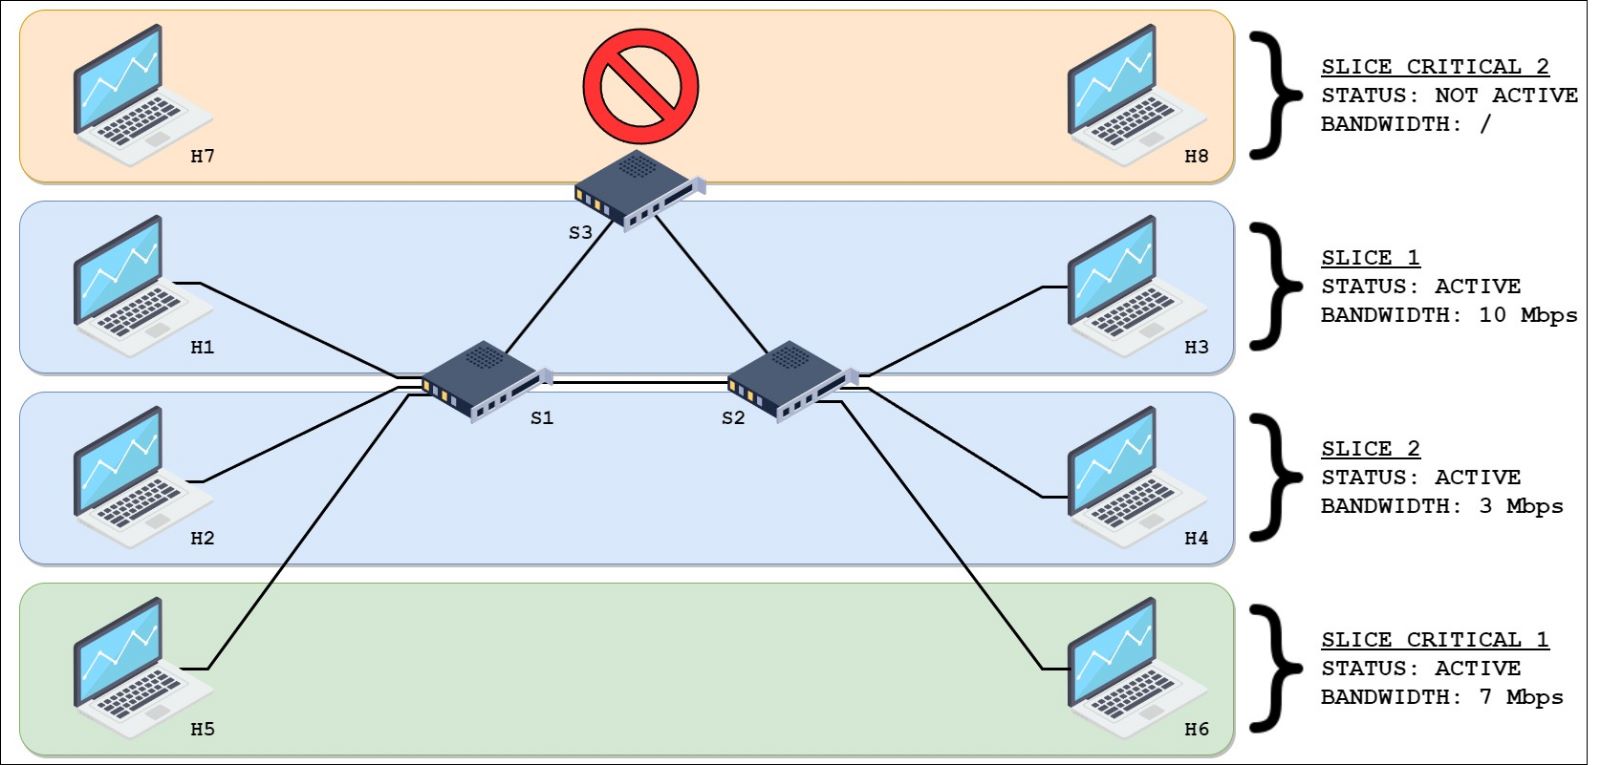 H7
H8
SLICE CRITICAL 2
STATUS: NOT ACTIVE
BANDWIDTH: /
S3
H1
H3
SLICE 1
STATUS: ACTIVE
BANDWIDTH: 10 Mbps
S1
S2
H2
H4
SLICE 2
STATUS: ACTIVE
BANDWIDTH: 3 Mbps
H5
H6
SLICE CRITICAL 1
STATUS: ACTIVE
BANDWIDTH: 7 Mbps